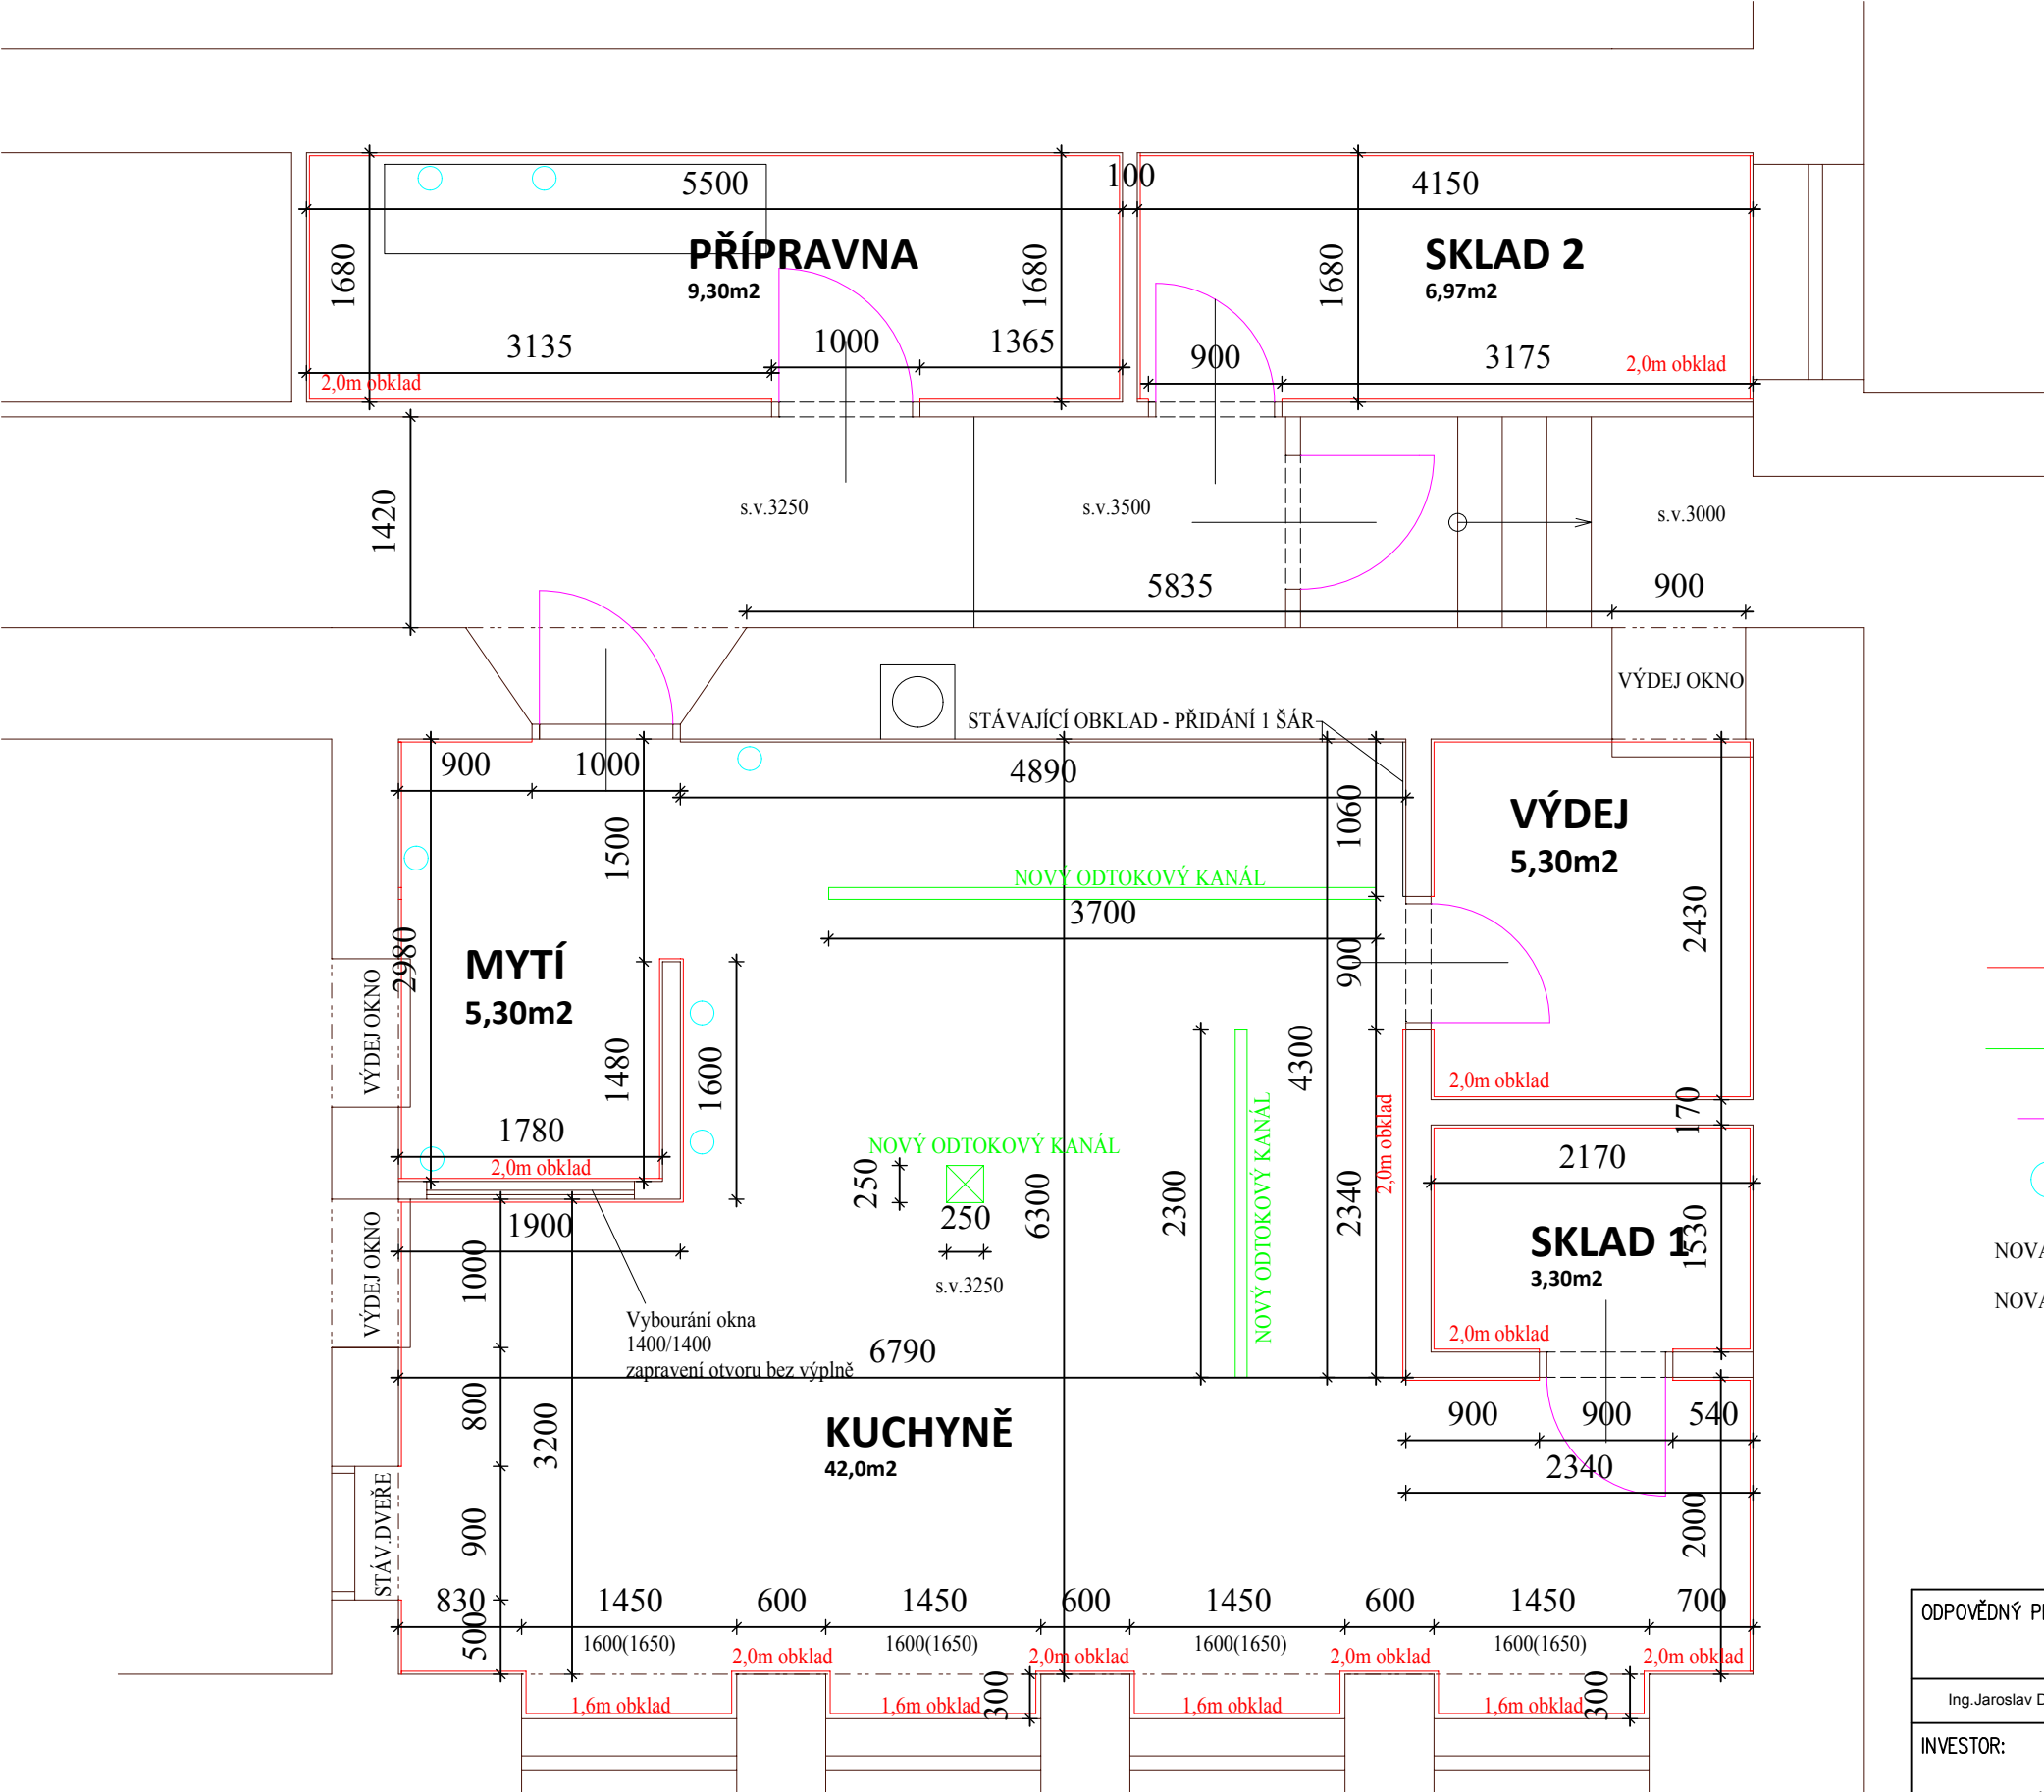 5500
100
4150
PŘÍPRAVNA
9,30m2
SKLAD 2
6,97m2
1680
1680
1680
3135
1000
1365
900
3175
2,0m obklad
2,0m obklad
1420
s.v.3250
s.v.3500
s.v.3000
5835
900
VÝDEJ OKNO
STÁVAJÍCÍ OBKLAD - PŘIDÁNÍ 1 ŠÁR
900
1000
4890
1500
1060
VÝDEJ
5,30m2
NOVÝ ODTOKOVÝ KANÁL
3700
2980
MYTÍ
5,30m2
900
2430
VÝDEJ OKNO
1480
1600
4300
2,0m obklad
170
1780
2,0m obklad
NOVÝ ODTOKOVÝ KANÁL
250
250
6300
2300
NOVÝ ODTOKOVÝ KANÁL
2340
2,0m obklad
2170
1900
1000
VÝDEJ OKNO
s.v.3250
SKLAD 1
3,30m2
1530
NOVÁ
NOVÁ
Vybourání okna
1400/1400
zapravení otvoru bez výplně
6790
2,0m obklad
800
3200
KUCHYNĚ
42,0m2
900
900
540
2340
STÁV.DVEŘE
900
2000
830
1450
600
1450
600
1450
600
1450
700
500
1600(1650)
1600(1650)
1600(1650)
1600(1650)
2,0m obklad
2,0m obklad
2,0m obklad
2,0m obklad
1,6m obklad
1,6m obklad
300
1,6m obklad
1,6m obklad
300
ODPOVĚDNÝ P
Ing.Jaroslav D
INVESTOR: